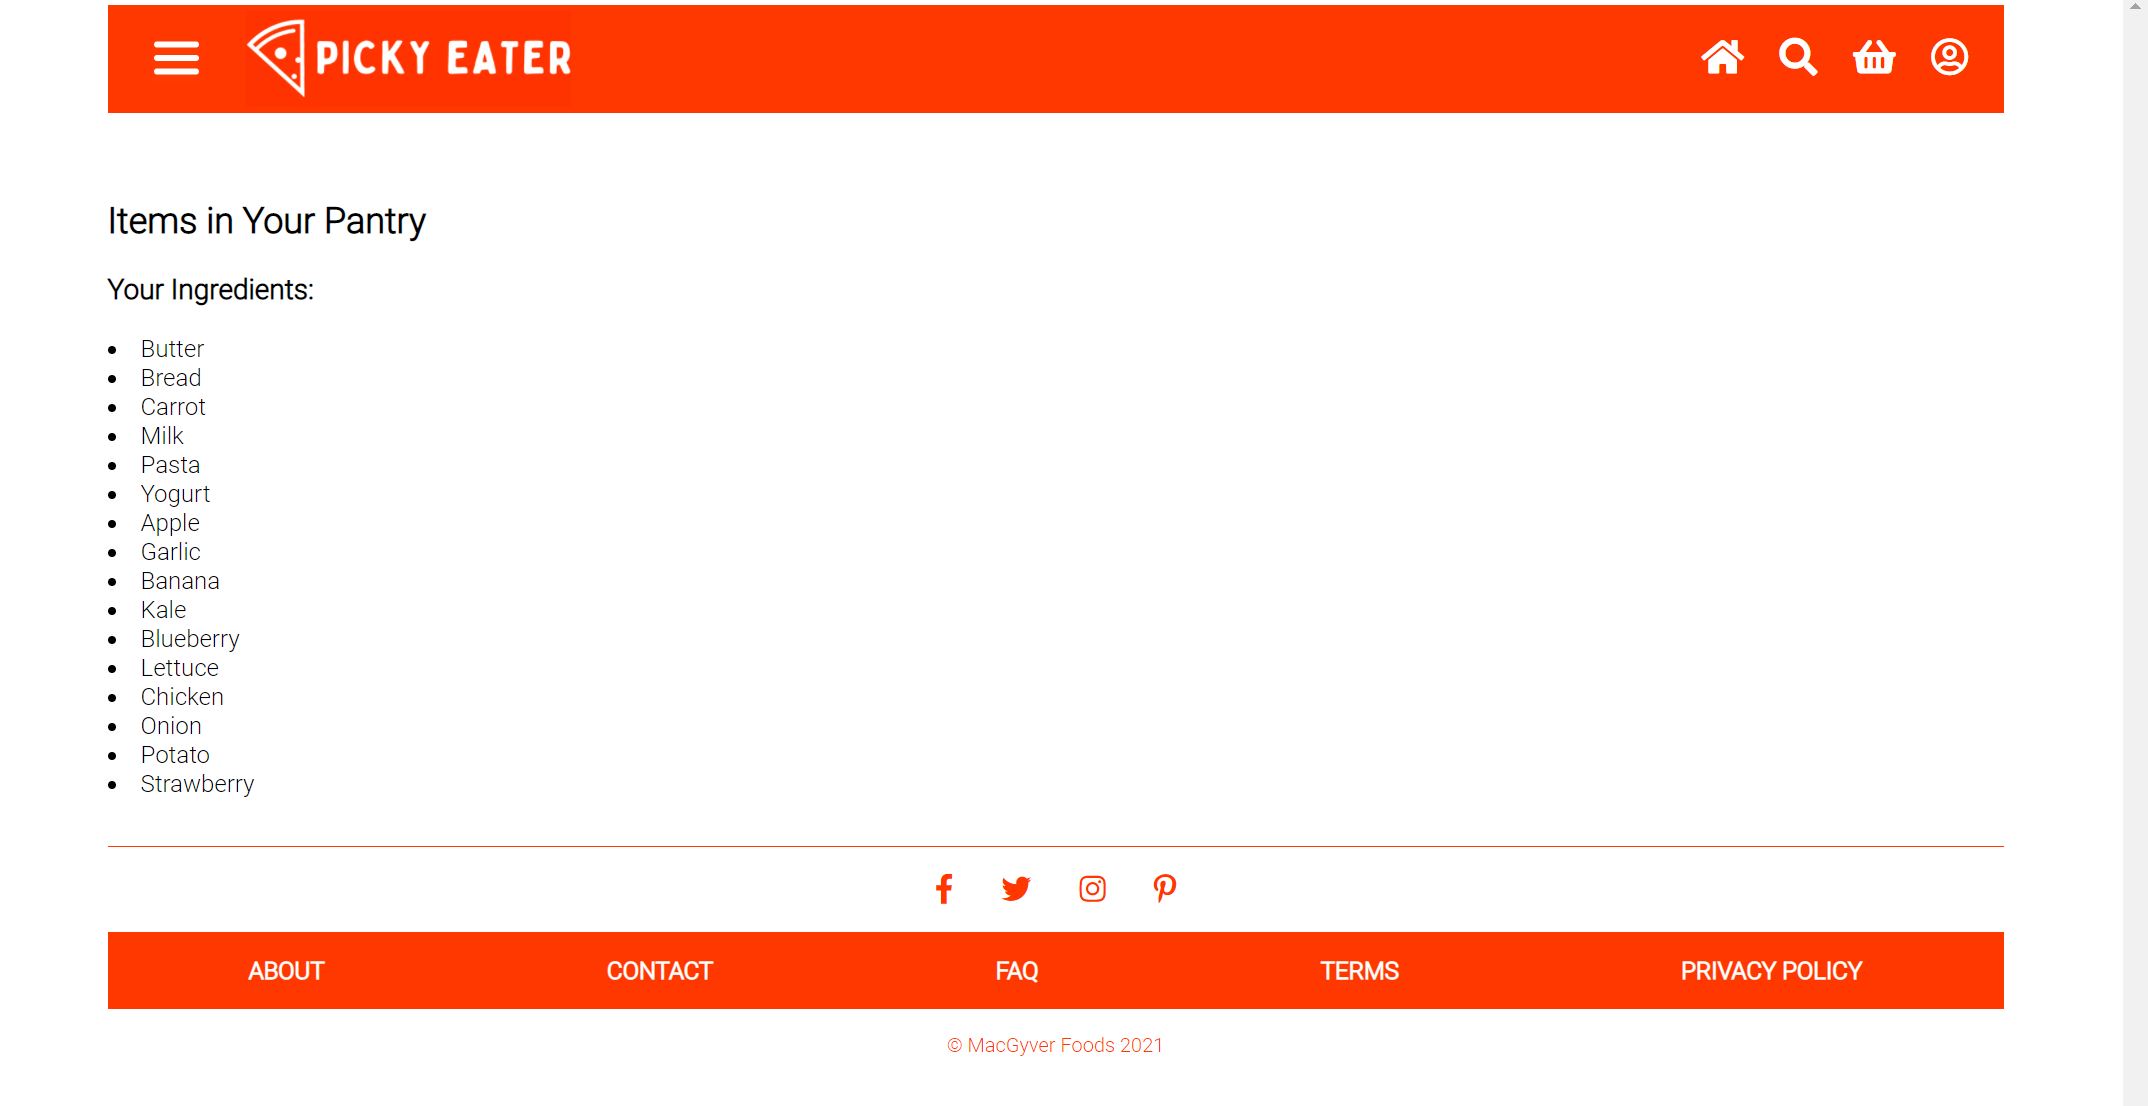 PICKY EATER
Items in Your Pantry
Your Ingredients:
Butter
Bread
Carrot
Milk
Pasta
Yogurt
Apple
Garlic
Banana
Kale
Blueberry
Lettuce
Chicken
Onion
Potato
Strawberry
ABOUT CONTACT FAQ TERMS PRIVACY POLICY
© MacGyver Foods 2021